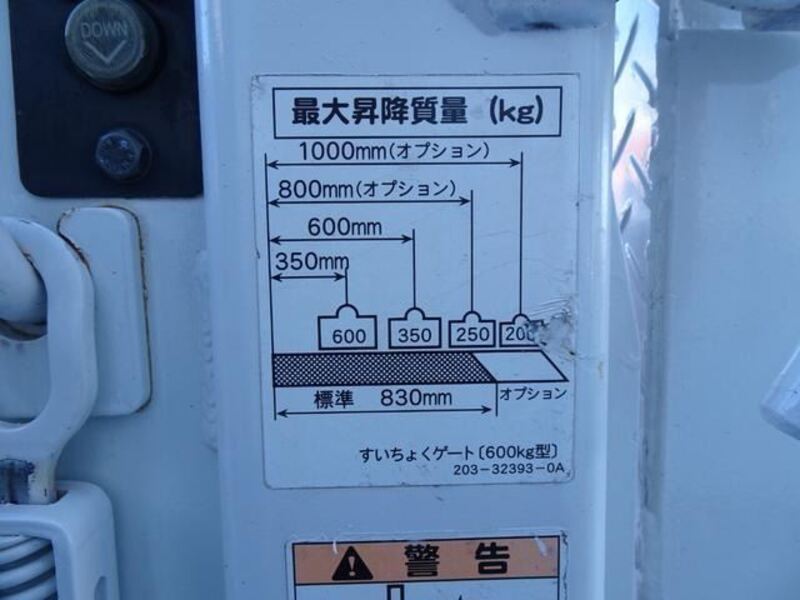 DOWN
最大昇降質量 (kg)
1000mm(オプション)
800mm(オプション)
600mm
350mm
600 350 250 200
標準 830mm オプション
すいちょくゲート〔600kg型〕
203-32393-0A
警告